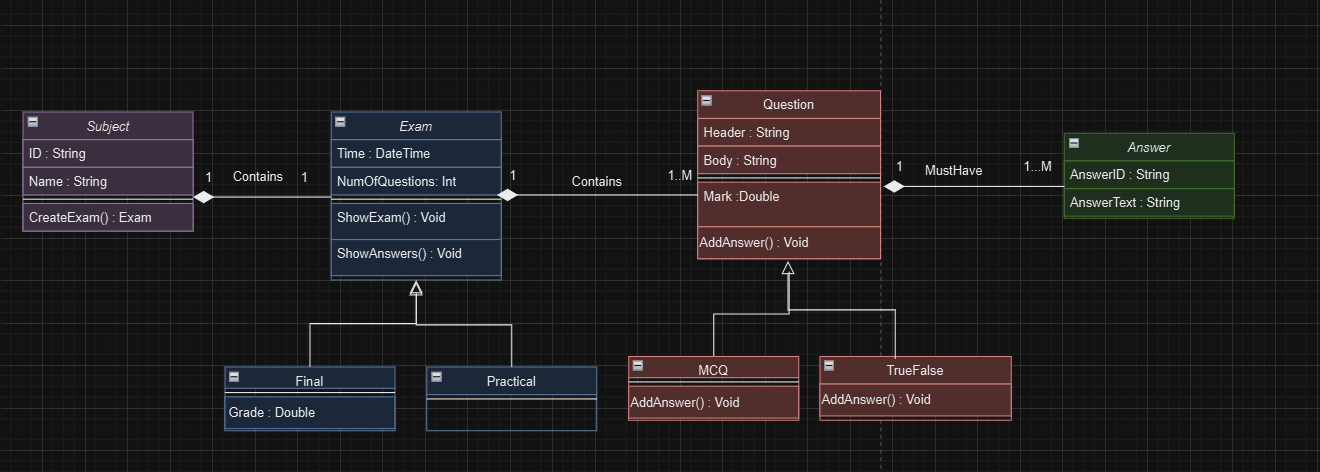 Subject
ID : String
Name : String
CreateExam() : Exam
1
Contains
1
Exam
Time : DateTime
NumOfQuestions: Int
ShowExam() : Void
ShowAnswers() : Void
1
Contains
1..M
Question
Header : String
Body : String
Mark :Double
AddAnswer() : Void
1
MustHave
1...M
Answer
AnswerID : String
AnswerText : String
Final
Grade : Double
Practical
MCQ
AddAnswer() : Void
TrueFalse
AddAnswer() : Void